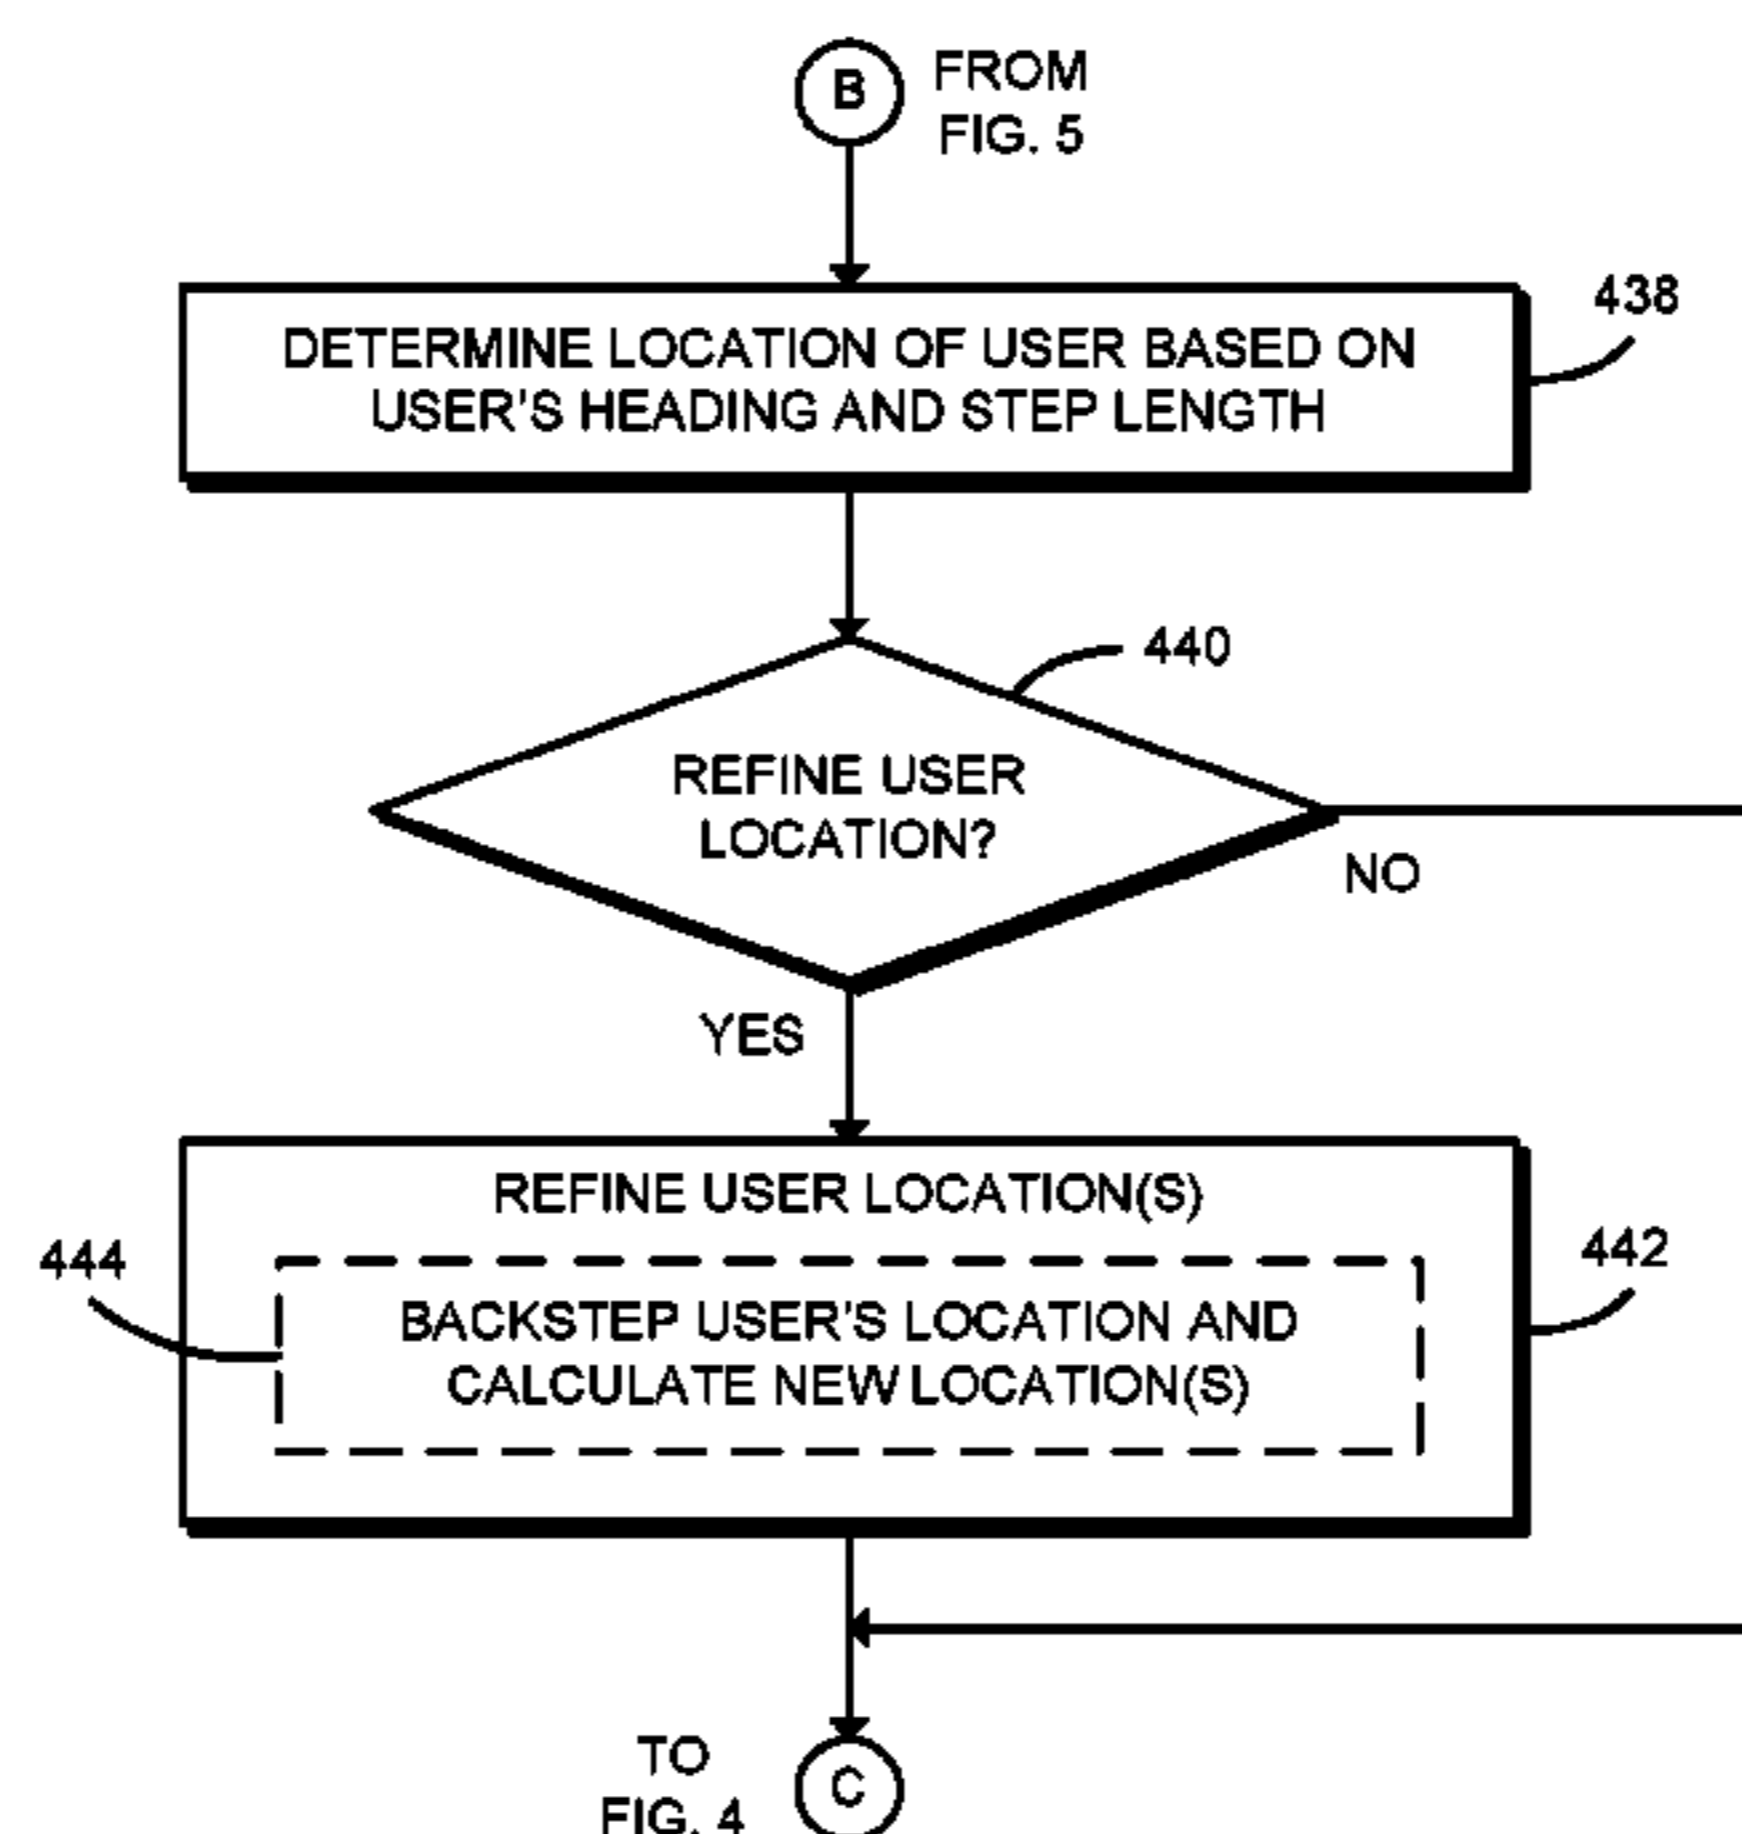 B
FROM
FIG. 5
438
DETERMINE LOCATION OF USER BASED ON
USER'S HEADING AND STEP LENGTH
440
REFINE USER
LOCATION?
NO
YES
REFINE USER LOCATION(S)
444
442
BACKSTEP USER'S LOCATION AND
CALCULATE NEW LOCATION(S)
TO
FIG. 4
C